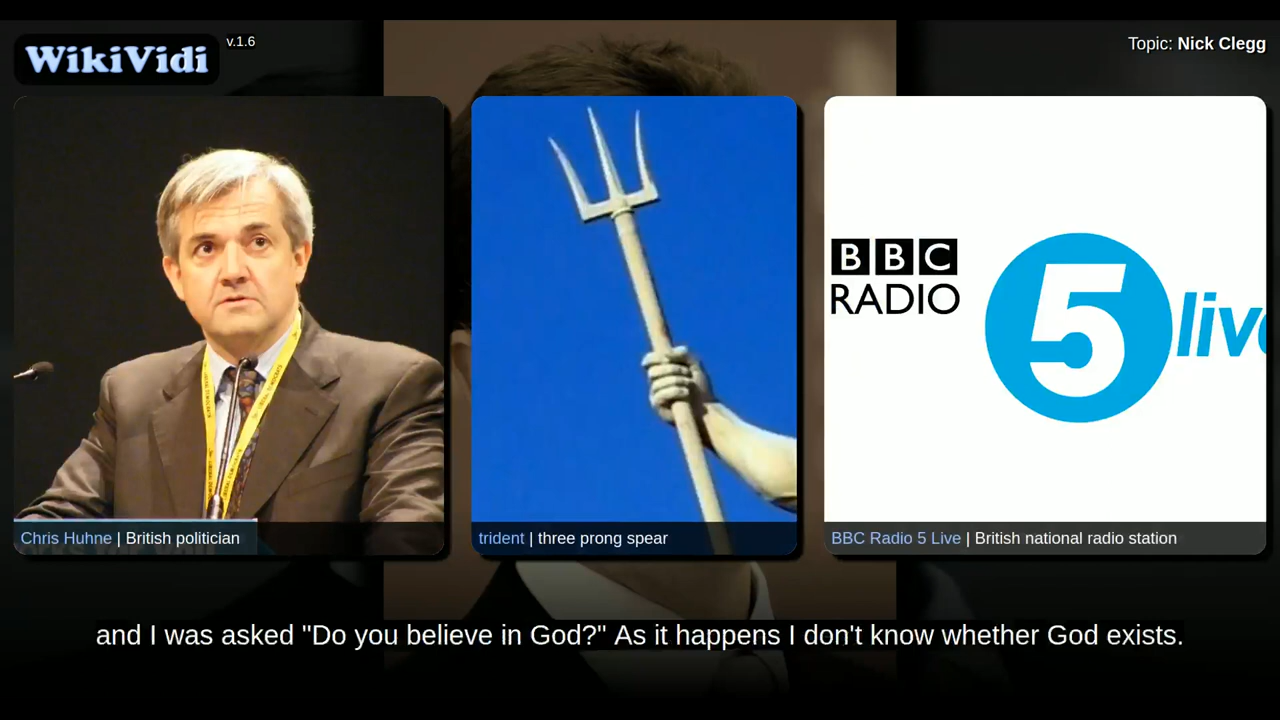 WikiVidi
v.1.6
Topic: Nick Clegg
BBC
RADIO
5
live
Chris Huhne | British politician
trident | three prong spear
BBC Radio 5 Live | British national radio station
and I was asked "Do you believe in God?" As it happens I don't know whether God exists.